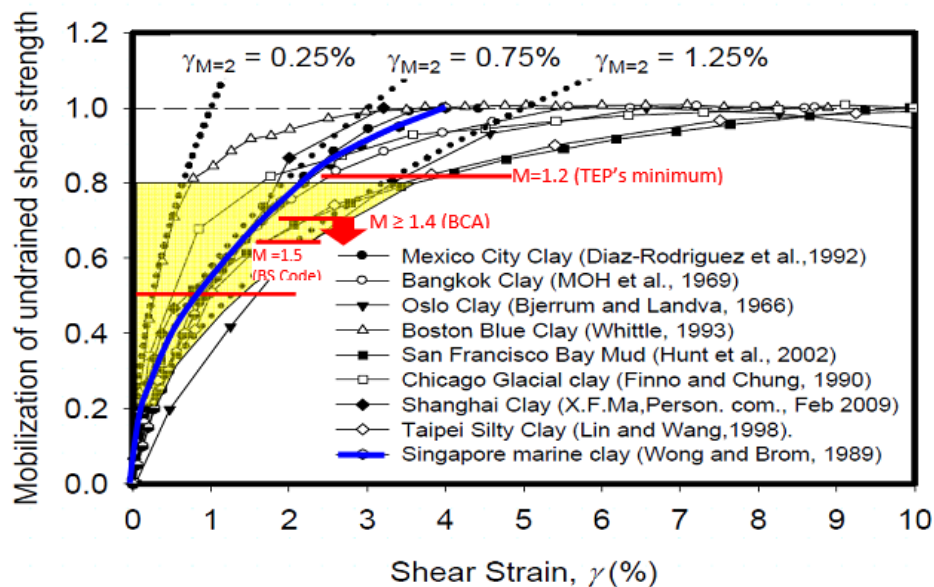 γM=2 = 0.25% γM=2 = 0.75% γM=2 = 1.25%
Mobilization of undrained shear strength
1.2
1.0
0.8
0.6
0.4
0.2
0.0
M=1.2 (TEP's minimum)
M ≥ 1.4 (BCA)
M =1.5
(BS Code)
Mexico City Clay (Diaz-Rodriguez et al.,1992)
Bangkok Clay (MOH et al., 1969)
Oslo Clay (Bjerrum and Landva, 1966)
Boston Blue Clay (Whittle, 1993)
San Francisco Bay Mud (Hunt et al., 2002)
Chicago Glacial clay (Finno and Chung, 1990)
Shanghai Clay (X.F.Ma,Person. com., Feb 2009)
Taipei Silty Clay (Lin and Wang,1998).
Singapore marine clay (Wong and Brom, 1989)
0 1 2 3 4 5 6 7 8 9 10
Shear Strain, γ (%)